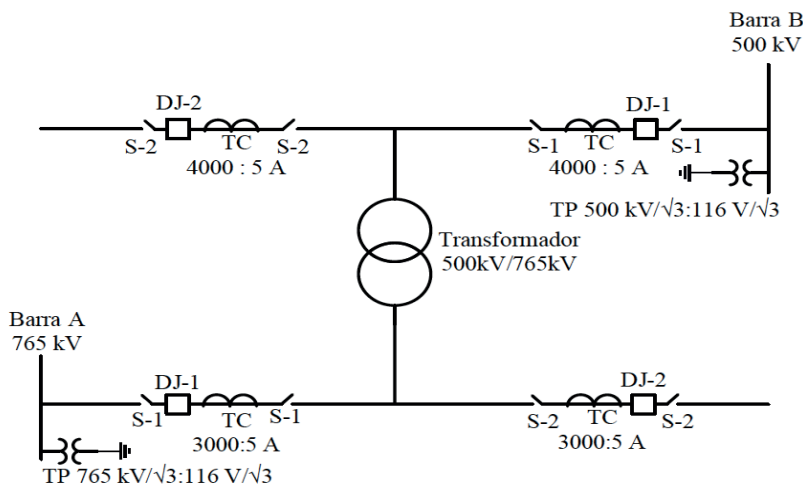 Barra B
500 kV
DJ-2
DJ-1
S-2
TC
S-2
S-1
TC
S-1
4000 : 5 A
4000 : 5 A
TP 500 kV/√3:116 V/√3
Transformador
500kV/765kV
Barra A
765 kV
DJ-1
DJ-2
S-1
TC
S-1
S-2
TC
S-2
3000:5 A
3000:5 A
TP 765 kV/√3:116 V/√3